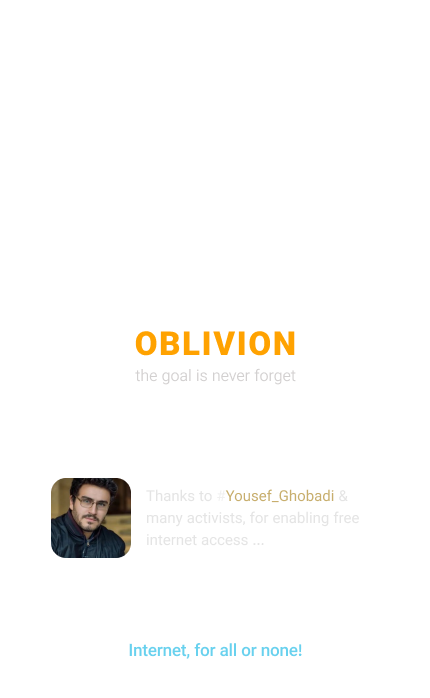 OBLIVION
the goal is never forget
Thanks to #Yousef_Ghobadi &
many activists, for enabling free
internet access ...
Internet, for all or none!